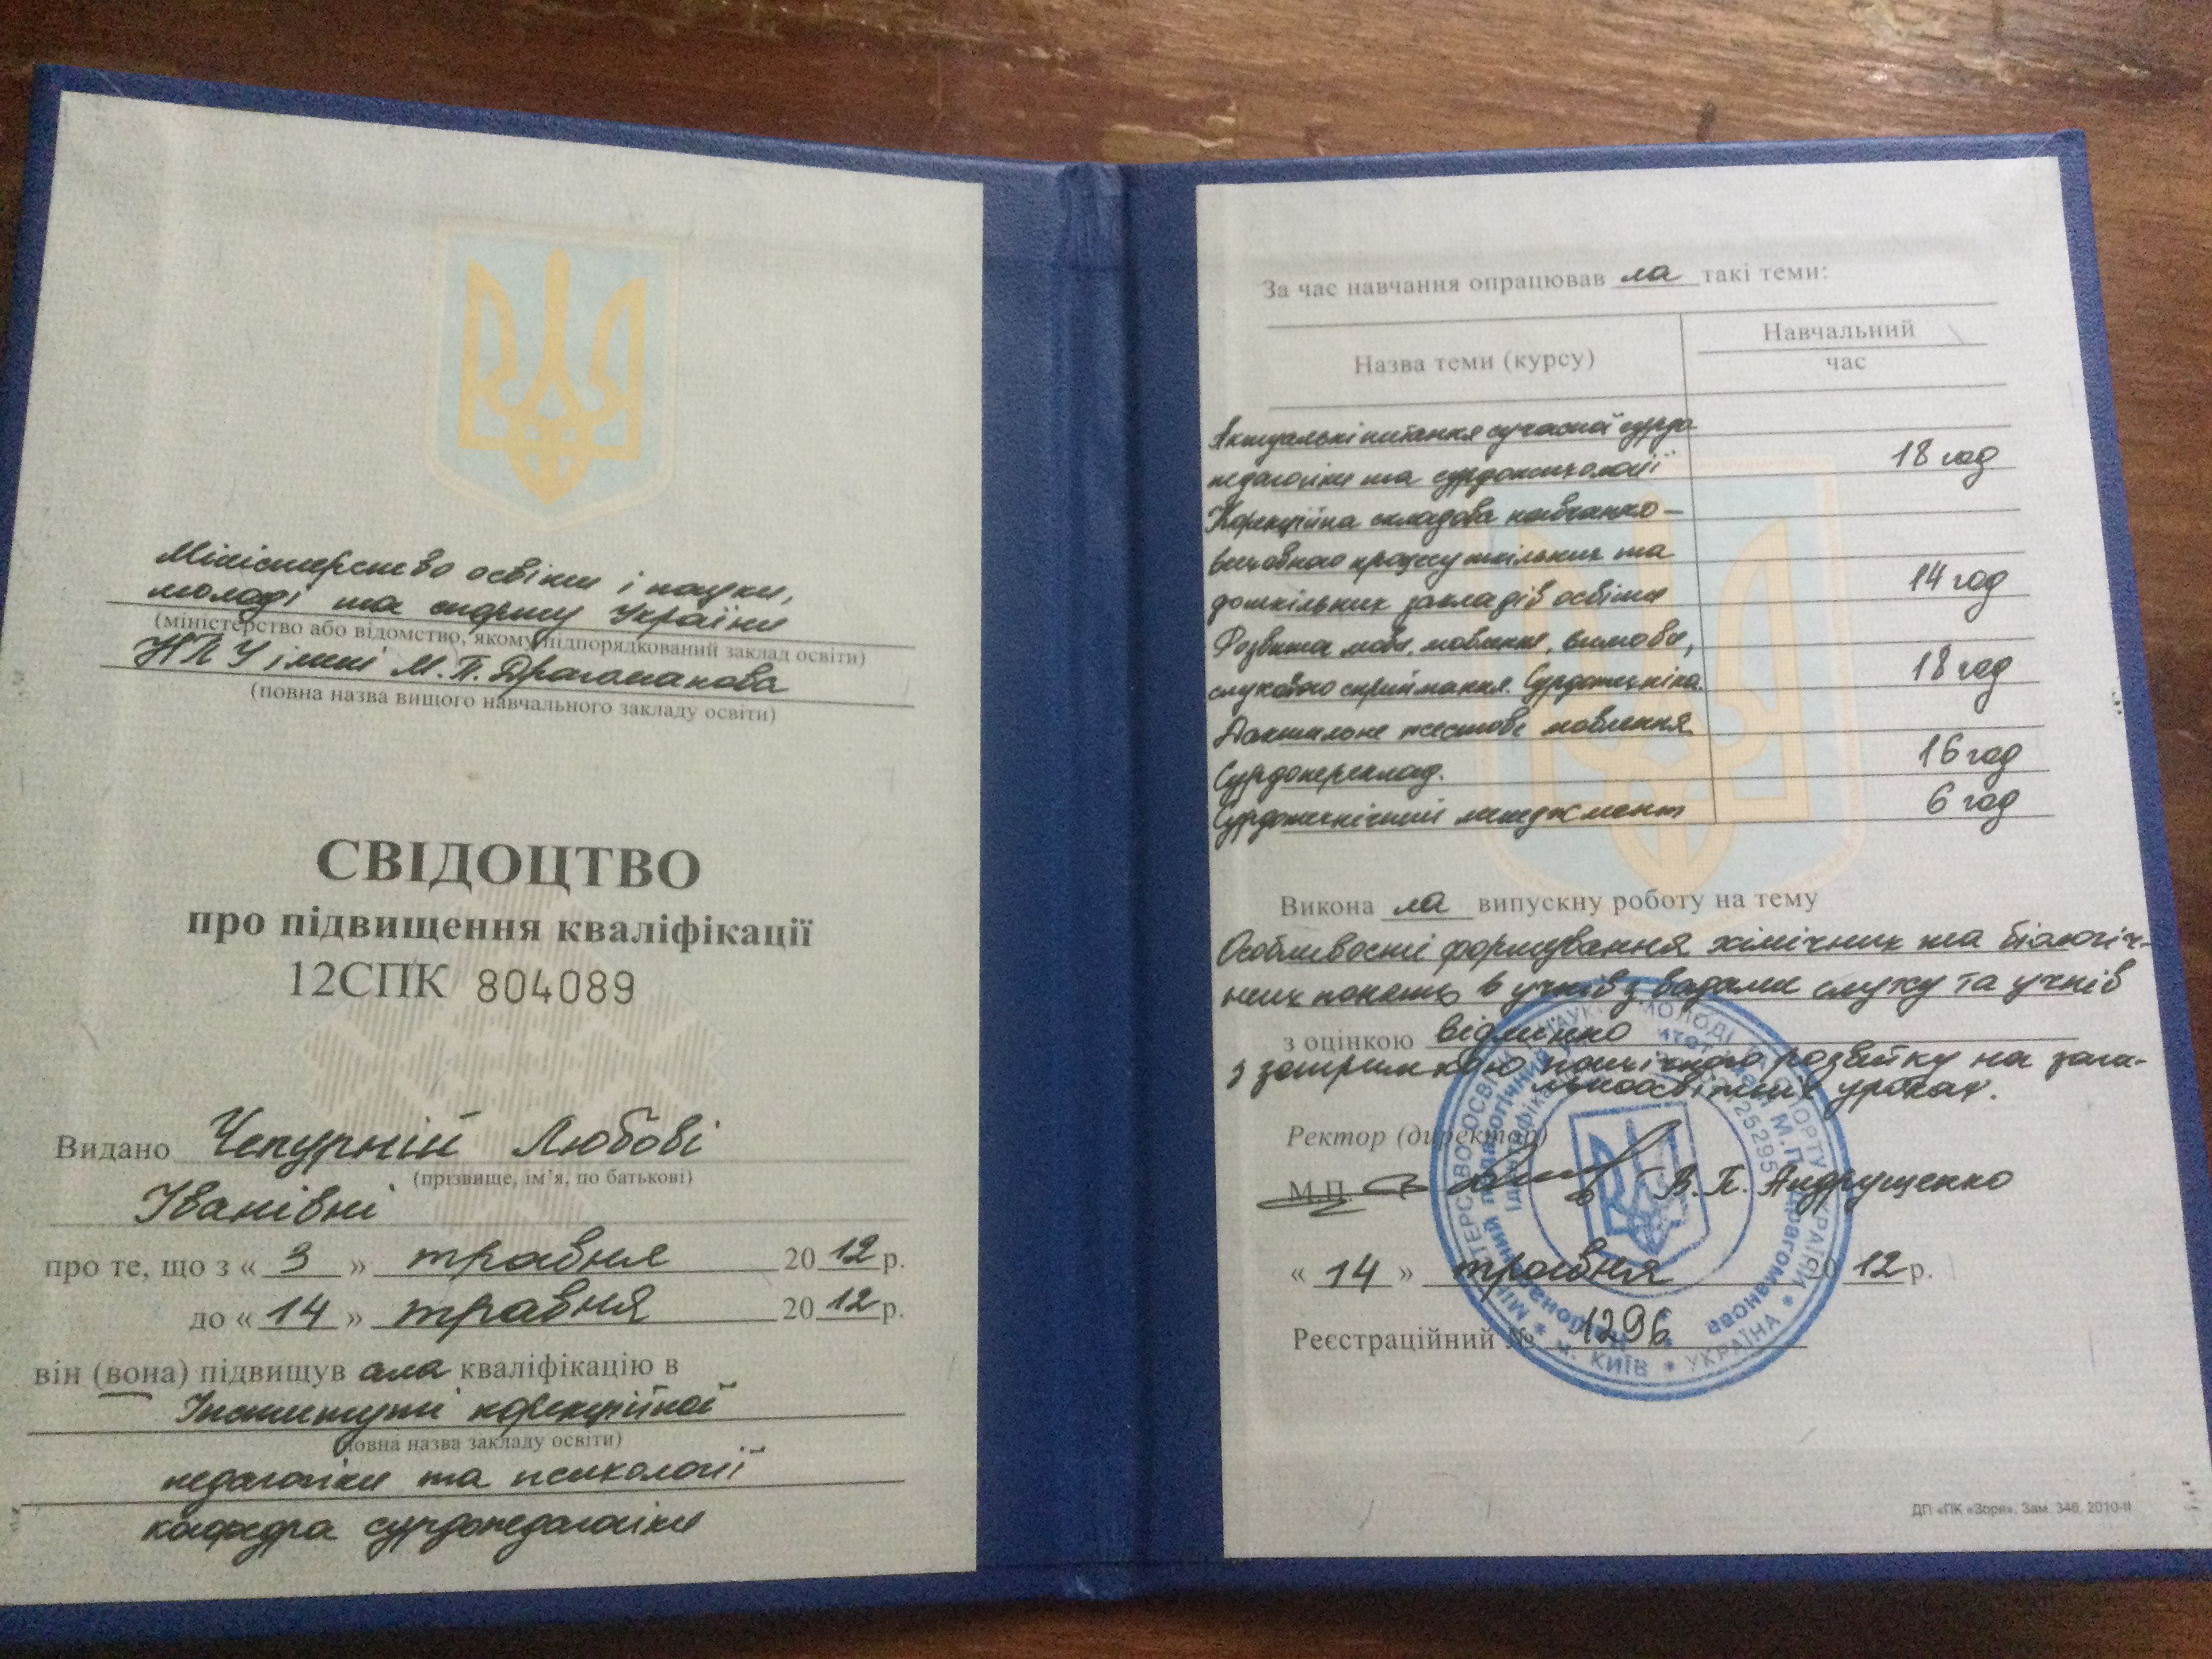 Міністерство освіти і науки,
молоді та спорту України
(міністерство або відомство, якому підпорядкований заклад освіти)
НПУ імені М.П.Драгоманова
(повна назва вищого навчального закладу освіти)
СВІДОЦТВО
про підвищення кваліфікації
12СПК 804089
Видано Чепурній Любові
(прізвище, ім'я, по батькові)
Іванівні
про те, що з « 3 » травня 2012 р.
до « 14 » травня 2012 р.
він (вона) підвищув ала кваліфікацію в
Інституті корекційної
(повна назва закладу освіти)
педагогіки та психології
кафедра сурдопедагогіки
За час навчання опрацював ла такі теми:
Назва теми (курсу)
Навчальний
час
Актуальні питання сучасної сурдо
педагогіки та сурдопсихології 18 год
Корекційна складова навчально-
виховного процесу шкільних та
дошкільних закладів освіти 14 год
Розвиток мови, мовлення, вимови,
слухового сприймання. Сурдотехніка. 18 год
Дактильне жестове мовлення
Сурдопереклад. 16 год
Сурдотехнічний менеджмент 6 год
Викона ла випускну роботу на тему
Особливості формування хімічних та біологіч-
них понять в учнів з вадами слуху та учнів
з оцінкою відмінно
з затримкою психічного розвитку на зага-
льноосвітніх уроках.
Ректор (директор)
М.П. В.П. Андрущенко
« 14 » травня 2012 р.
Реєстраційний № 1296
м. КИЇВ * УКРАЇНА *
ДП «ПК «Зоря». Зам. 346, 2010-II